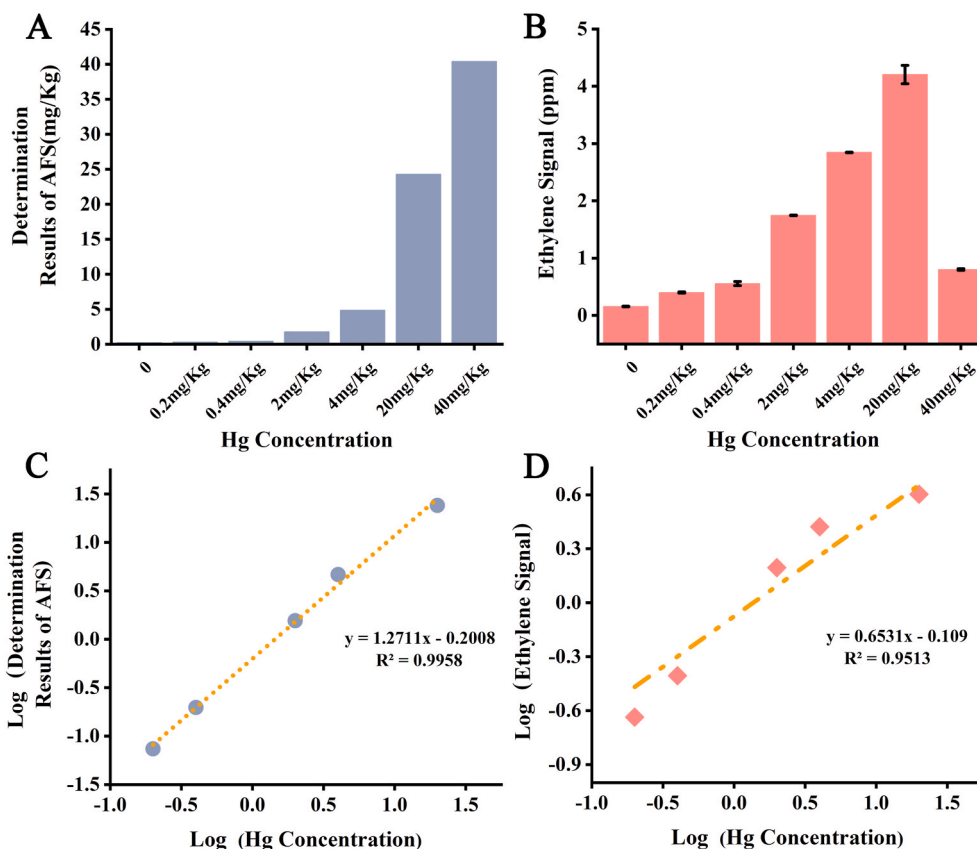 A
Determination
Results of AFS(mg/Kg)
45
40
35
30
25
20
15
10
5
0
0
0.2mg/Kg
0.4mg/Kg
2mg/Kg
4mg/Kg
20mg/Kg
40mg/Kg
Hg Concentration
B
Ethylene Signal (ppm)
5
4
3
2
1
0
0
0.2mg/Kg
0.4mg/Kg
2mg/Kg
4mg/Kg
20mg/Kg
40mg/Kg
Hg Concentration
C
Log (Determination
Results of AFS)
1.5
1.0
0.5
0.0
-0.5
-1.0
-1.5
y = 1.2711x - 0.2008
R² = 0.9958
-1.0
-0.5
0.0
0.5
1.0
1.5
Log (Hg Concentration)
D
Log (Ethylene Signal)
0.6
0.3
0.0
-0.3
-0.6
-0.9
y = 0.6531x - 0.109
R² = 0.9513
-1.0
-0.5
0.0
0.5
1.0
1.5
Log (Hg Concentration)